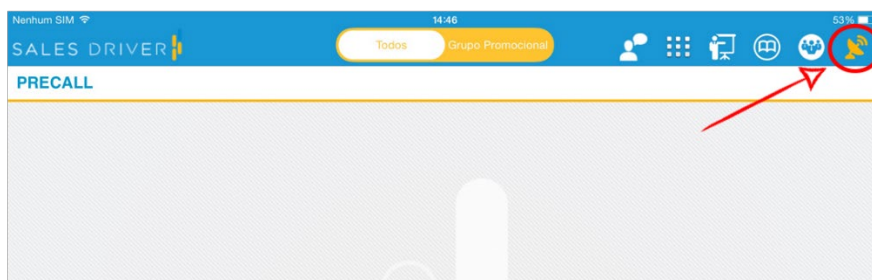 Nenhum SIM 14:46 53%
SALES DRIVER Todos Grupo Promocional
PRECALL